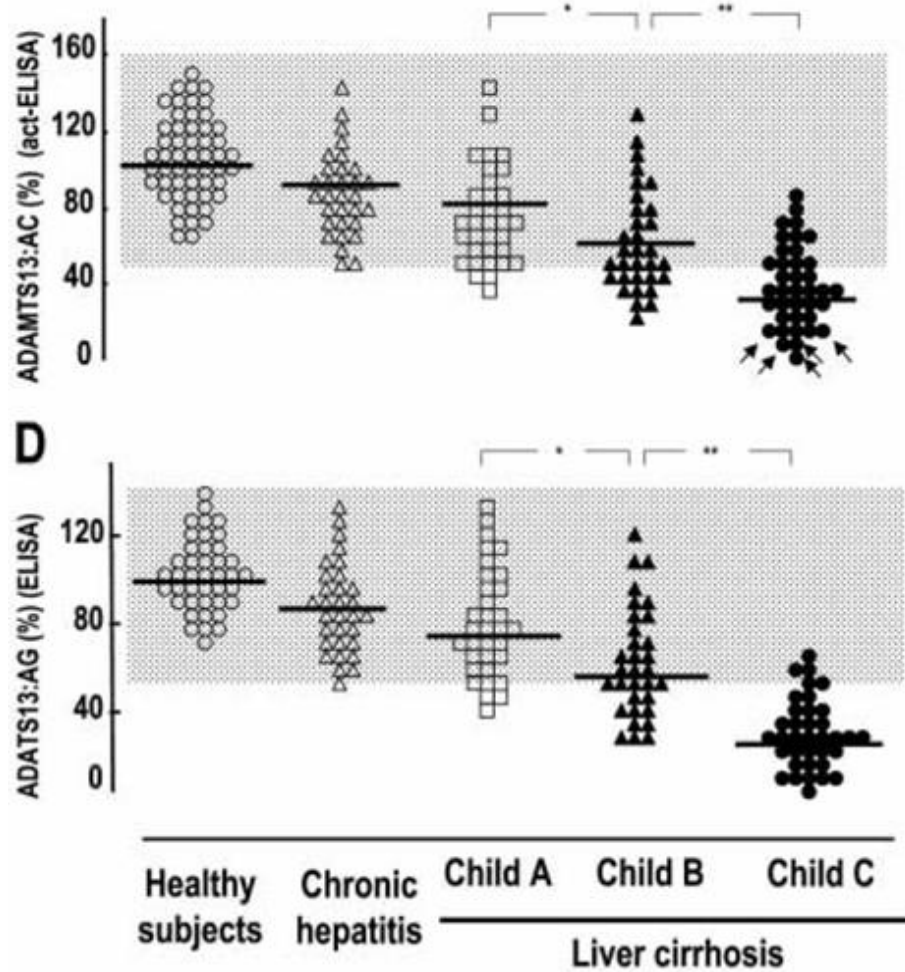 * **
ADAMTS13:AC (%) (act-ELISA)
160
120
80
40
0
D
* **
ADATS13:AG (%) (ELISA)
120
80
40
0
Healthy subjects
Chronic hepatitis
Child A
Child B
Child C
Liver cirrhosis